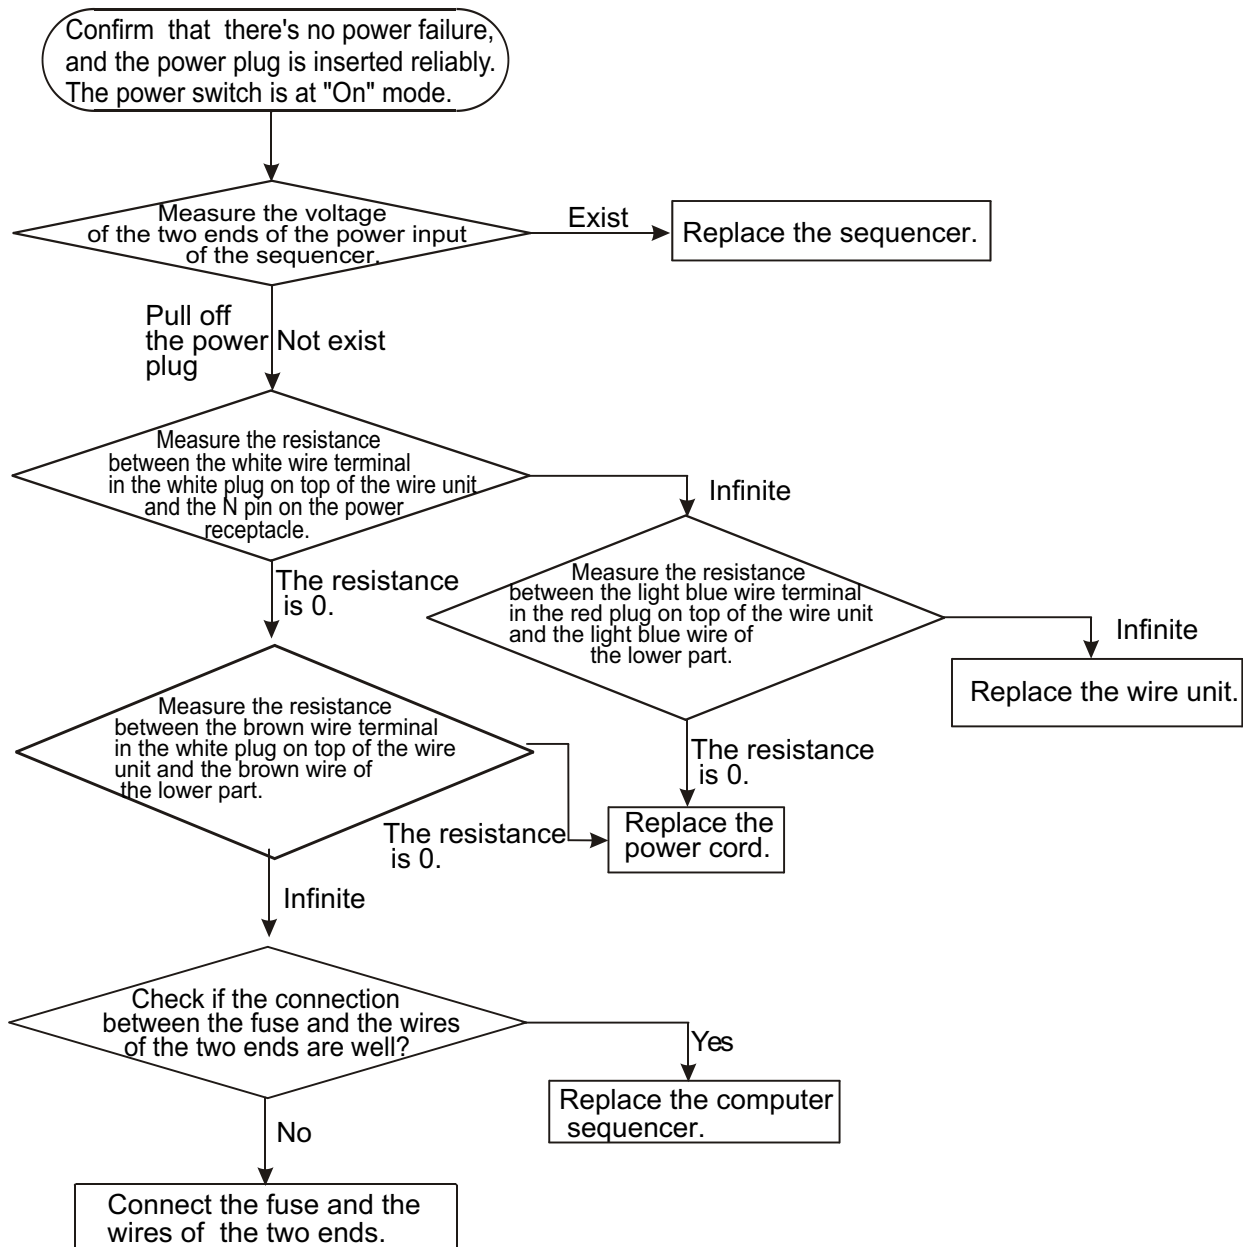 Confirm that there's no power failure,
and the power plug is inserted reliably.
The power switch is at "On" mode.
Measure the voltage
of the two ends of the power input
of the sequencer.
Exist
Replace the sequencer.
Pull off
the power
plug
Not exist
Measure the resistance
between the white wire terminal
in the white plug on top of the wire unit
and the N pin on the power
receptacle.
Infinite
The resistance
is 0.
Measure the resistance
between the light blue wire terminal
in the red plug on top of the wire unit
and the light blue wire of
the lower part.
Infinite
Replace the wire unit.
Measure the resistance
between the brown wire terminal
in the white plug on top of the wire
unit and the brown wire of
the lower part.
The resistance
is 0.
The resistance
is 0.
Replace the
power cord.
Infinite
Check if the connection
between the fuse and the wires
of the two ends are well?
Yes
Replace the computer
sequencer.
No
Connect the fuse and the
wires of the two ends.